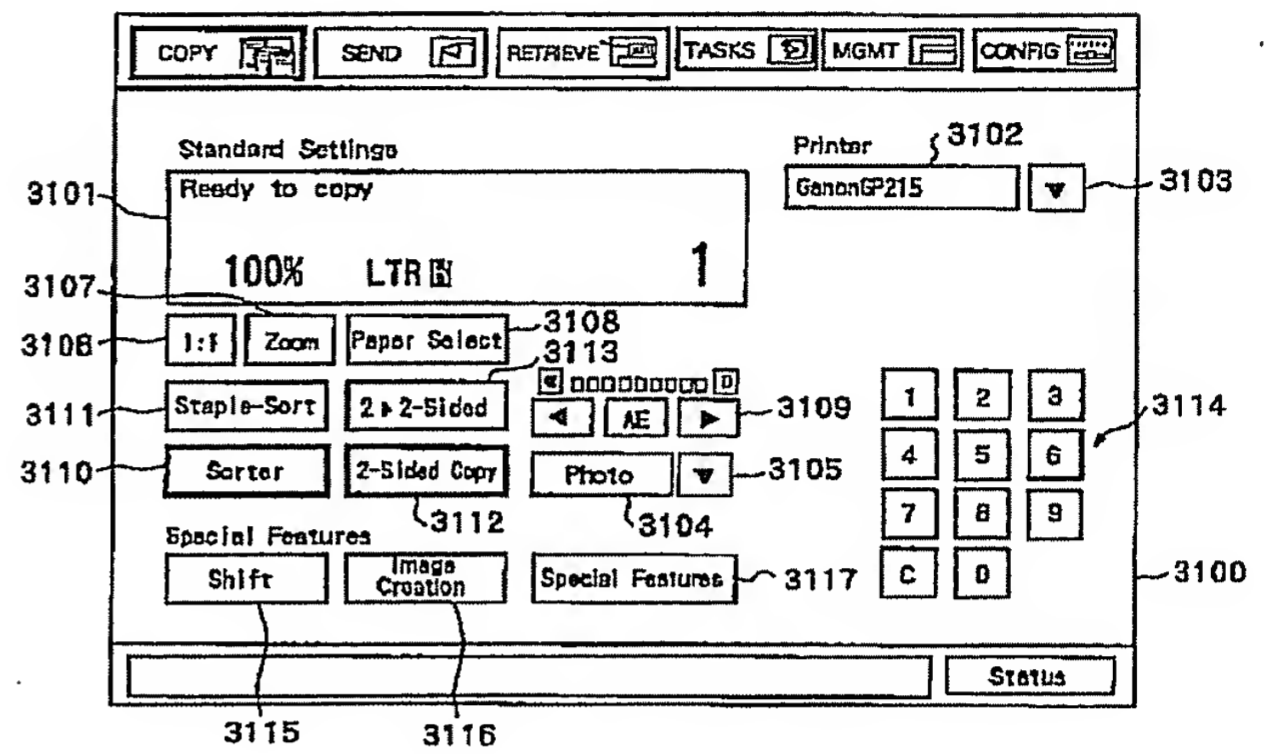 COPY SEND RETRIEVE TASKS MGMT CONFIG
3102
Standard Settings Printer
3101 Ready to copy CanonGP215 3103
100% LTR 1
3107
3108 1:1 Zoom Paper Select 3108
3113
3111 Staple-Sort 2▶2-Sided ◀ AE ▶ 3109 1 2 3 3114
3110 Sorter 2-Sided Copy Photo ▼ 3105 4 5 6
3112 3104 7 8 9
Special Features
Shift Image Creation Special Features 3117 C 0 3100
Status
3115 3116